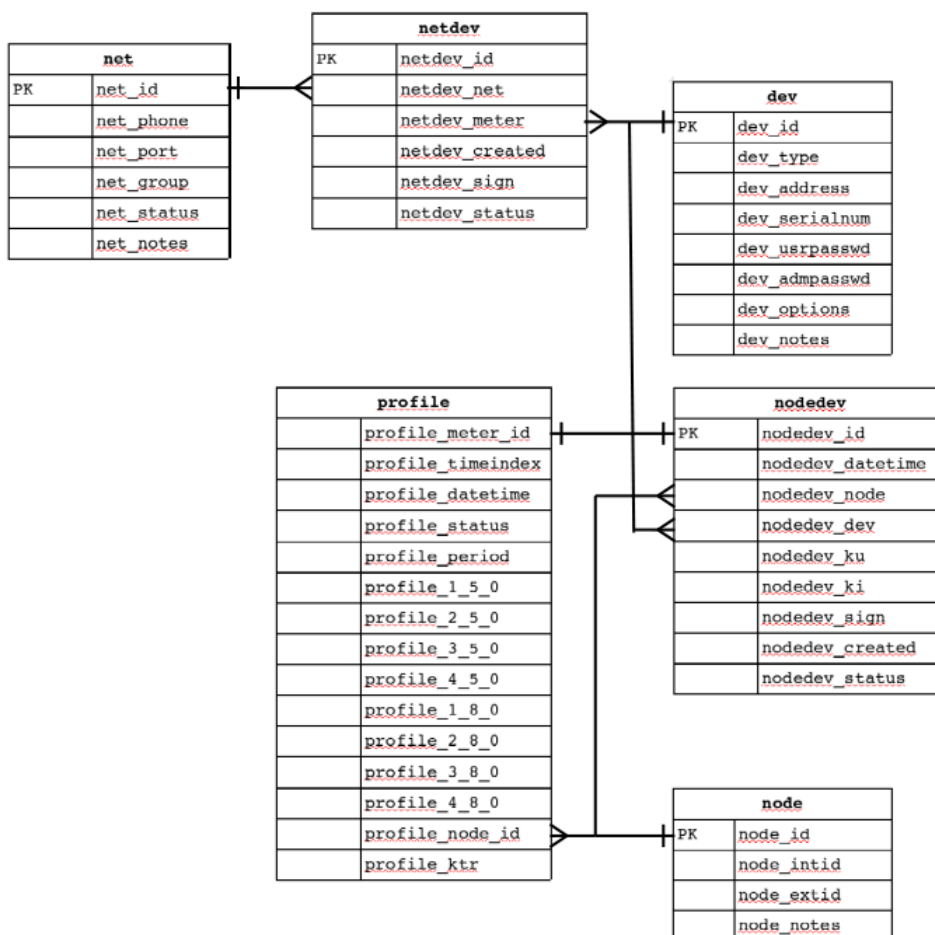 net
PK net_id
net_phone
net_port
net_group
net_status
net_notes
netdev
PK netdev_id
netdev_net
netdev_meter
netdev_created
netdev_sign
netdev_status
dev
PK dev_id
dev_type
dev_address
dev_serialnum
dev_usrpasswd
dev_admpasswd
dev_options
dev_notes
profile
profile_meter_id
profile_timeindex
profile_datetime
profile_status
profile_period
profile_1_5_0
profile_2_5_0
profile_3_5_0
profile_4_5_0
profile_1_8_0
profile_2_8_0
profile_3_8_0
profile_4_8_0
profile_node_id
profile_ktr
nodedev
PK nodedev_id
nodedev_datetime
nodedev_node
nodedev_dev
nodedev_ku
nodedev_ki
nodedev_sign
nodedev_created
nodedev_status
node
PK node_id
node_intid
node_extid
node_notes